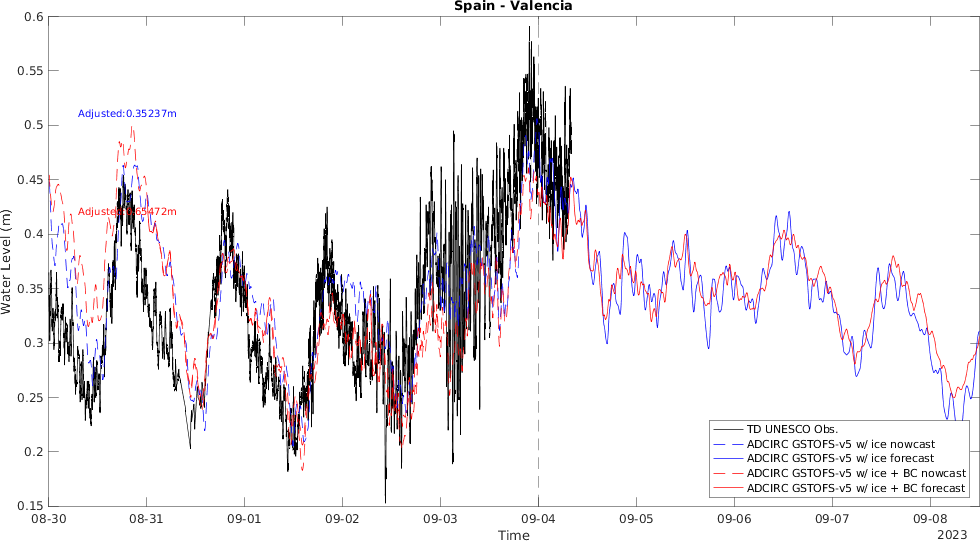 Spain - Valencia
0.6
0.55
0.5
0.45
0.4
0.35
0.3
0.25
0.2
0.15
Water Level (m)
Adjusted:0.35237m
08-30
08-31
09-01
09-02
09-03
09-04
09-05
09-06
09-07
09-08
Time
2023
TD UNESCO Obs.
ADCIRC GSTOFS-v5 w/ ice nowcast
ADCIRC GSTOFS-v5 w/ ice forecast
ADCIRC GSTOFS-v5 w/ ice + BC nowcast
ADCIRC GSTOFS-v5 w/ ice + BC forecast